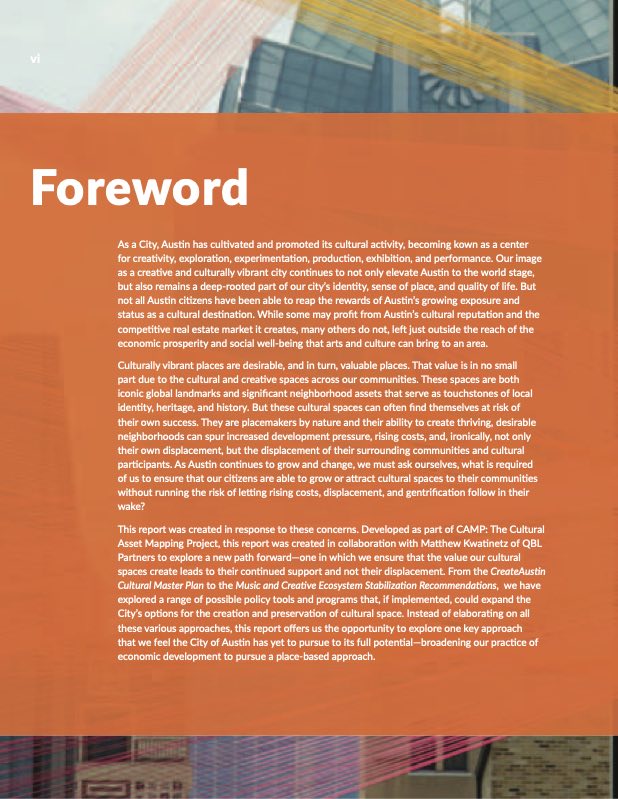 vi
Foreword
As a City, Austin has cultivated and promoted its cultural activity, becoming kown as a center
for creativity, exploration, experimentation, production, exhibition, and performance. Our image
as a creative and culturally vibrant city continues to not only elevate Austin to the world stage,
but also remains a deep-rooted part of our city's identity, sense of place, and quality of life. But
not all Austin citizens have been able to reap the rewards of Austin's growing exposure and
status as a cultural destination. While some may profit from Austin's cultural reputation and the
competitive real estate market it creates, many others do not, left just outside the reach of the
economic prosperity and social well-being that arts and culture can bring to an area.
Culturally vibrant places are desirable, and in turn, valuable places. That value is in no small
part due to the cultural and creative spaces across our communities. These spaces are both
iconic global landmarks and significant neighborhood assets that serve as touchstones of local
identity, heritage, and history. But these cultural spaces can often find themselves at risk of
their own success. They are placemakers by nature and their ability to create thriving, desirable
neighborhoods can spur increased development pressure, rising costs, and, ironically, not only
their own displacement, but the displacement of their surrounding communities and cultural
participants. As Austin continues to grow and change, we must ask ourselves, what is required
of us to ensure that our citizens are able to grow or attract cultural spaces to their communities
without running the risk of letting rising costs, displacement, and gentrification follow in their
wake?
This report was created in response to these concerns. Developed as part of CAMP: The Cultural
Asset Mapping Project, this report was created in collaboration with Matthew Kwatinetz of QBL
Partners to explore a new path forward—one in which we ensure that the value our cultural
spaces create leads to their continued support and not their displacement. From the CreateAustin
Cultural Master Plan to the Music and Creative Ecosystem Stabilization Recommendations, we have
explored a range of possible policy tools and programs that, if implemented, could expand the
City's options for the creation and preservation of cultural space. Instead of elaborating on all
these various approaches, this report offers us the opportunity to explore one key approach
that we feel the City of Austin has yet to pursue to its full potential—broadening our practice of
economic development to pursue a place-based approach.